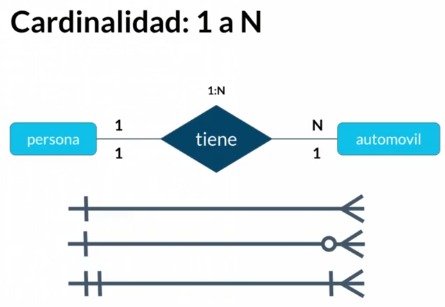 Cardinalidad: 1 a N
1:N
persona
1
1
tiene
N
1
automovil